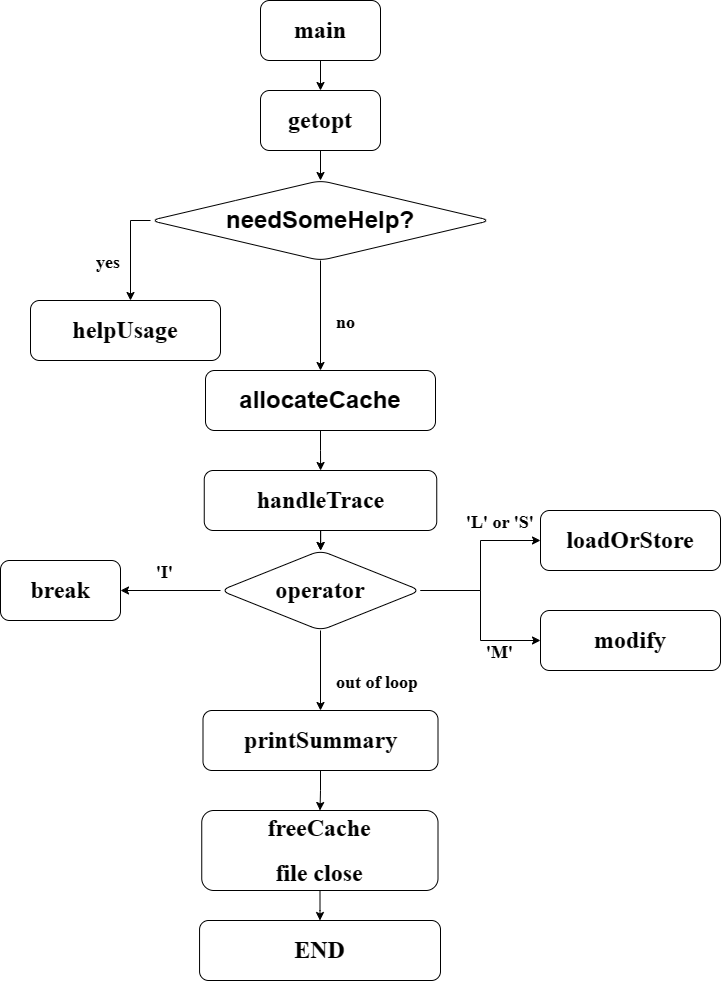 main
getopt
needSomeHelp?
yes
helpUsage
no
allocateCache
handleTrace
'L' or 'S'
loadOrStore
'I'
break
operator
'M'
modify
out of loop
printSummary
freeCache
file close
END